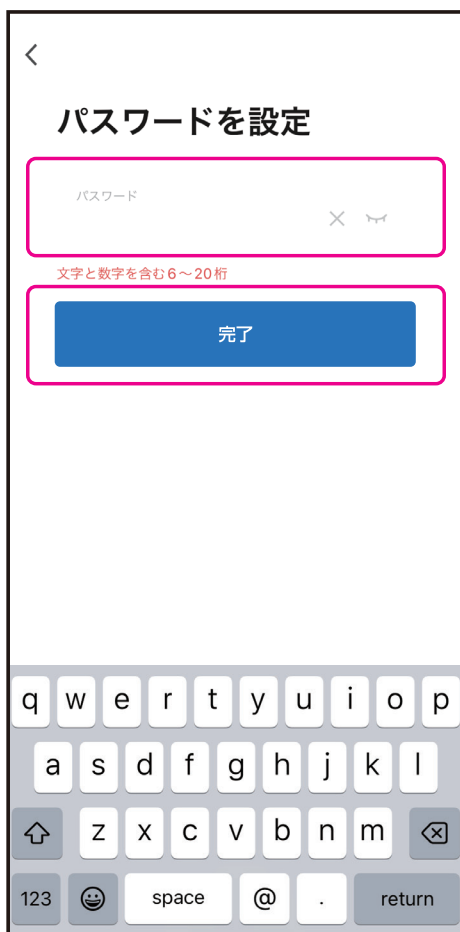 パスワードを設定
パスワード
文字と数字を含む6～20桁
完了
q w e r t y u i o p
a s d f g h j k l
z x c v b n m
123 space @ . return